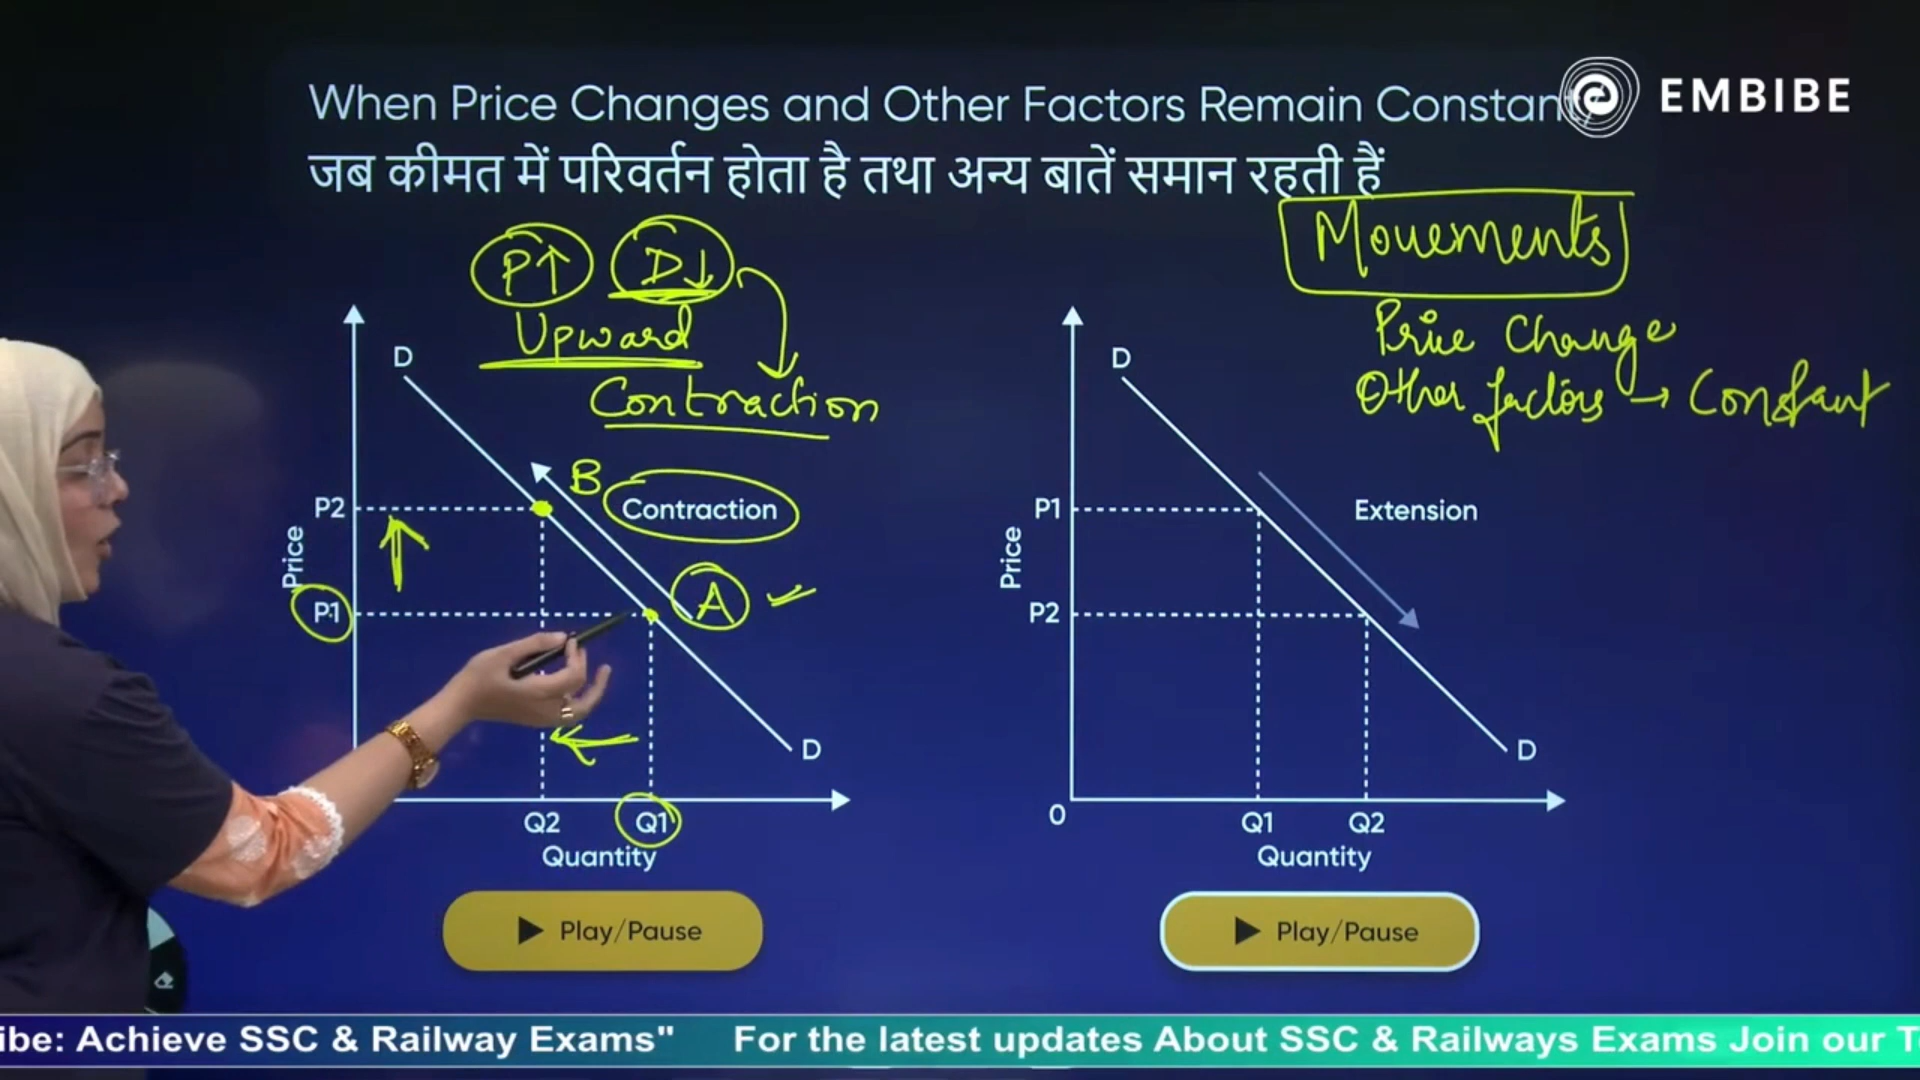 When Price Changes and Other Factors Remain Constant
EMBIBE
जब कीमत में परिवर्तन होता है तथा अन्य बातें समान रहती हैं
Movements
P↑ D↓
Upward
Contraction
Price Change
Other factors → Constant
D
B
Contraction
P2
Price
P1
A
D
Q2 Q1
Quantity
Play/Pause
D
P1
Extension
Price
P2
D
0
Q1 Q2
Quantity
Play/Pause
ibe: Achieve SSC & Railway Exams" For the latest updates About SSC & Railways Exams Join our T